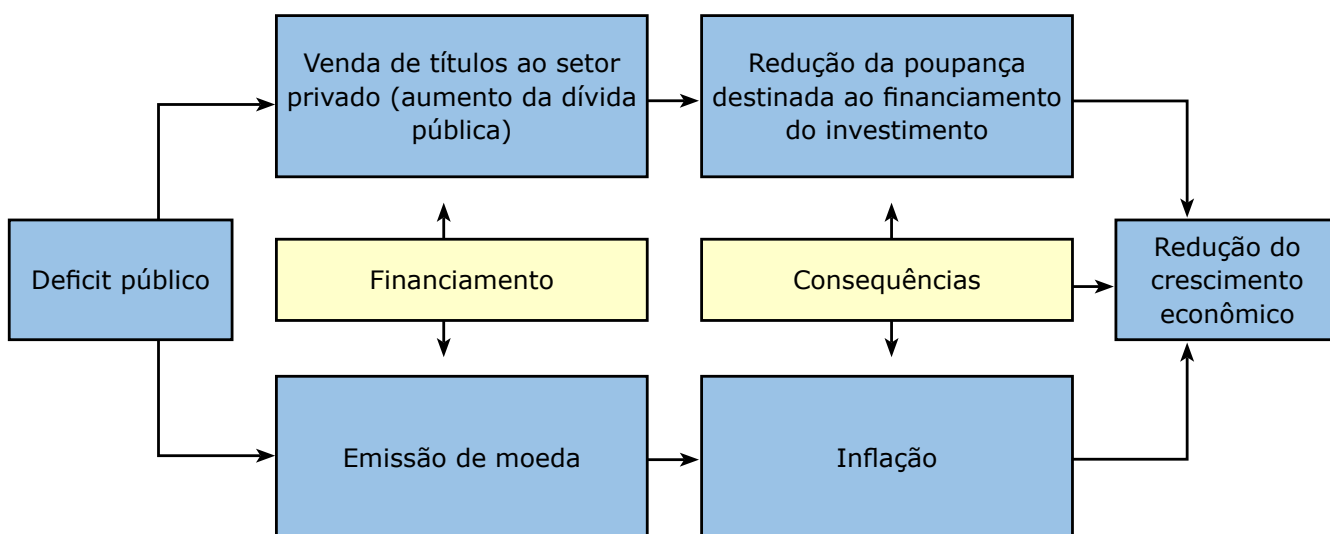 Venda de títulos ao setor
privado (aumento da dívida
pública)
Redução da poupança
destinada ao financiamento
do investimento
Deficit público
Financiamento
Consequências
Redução do
crescimento
econômico
Emissão de moeda
Inflação